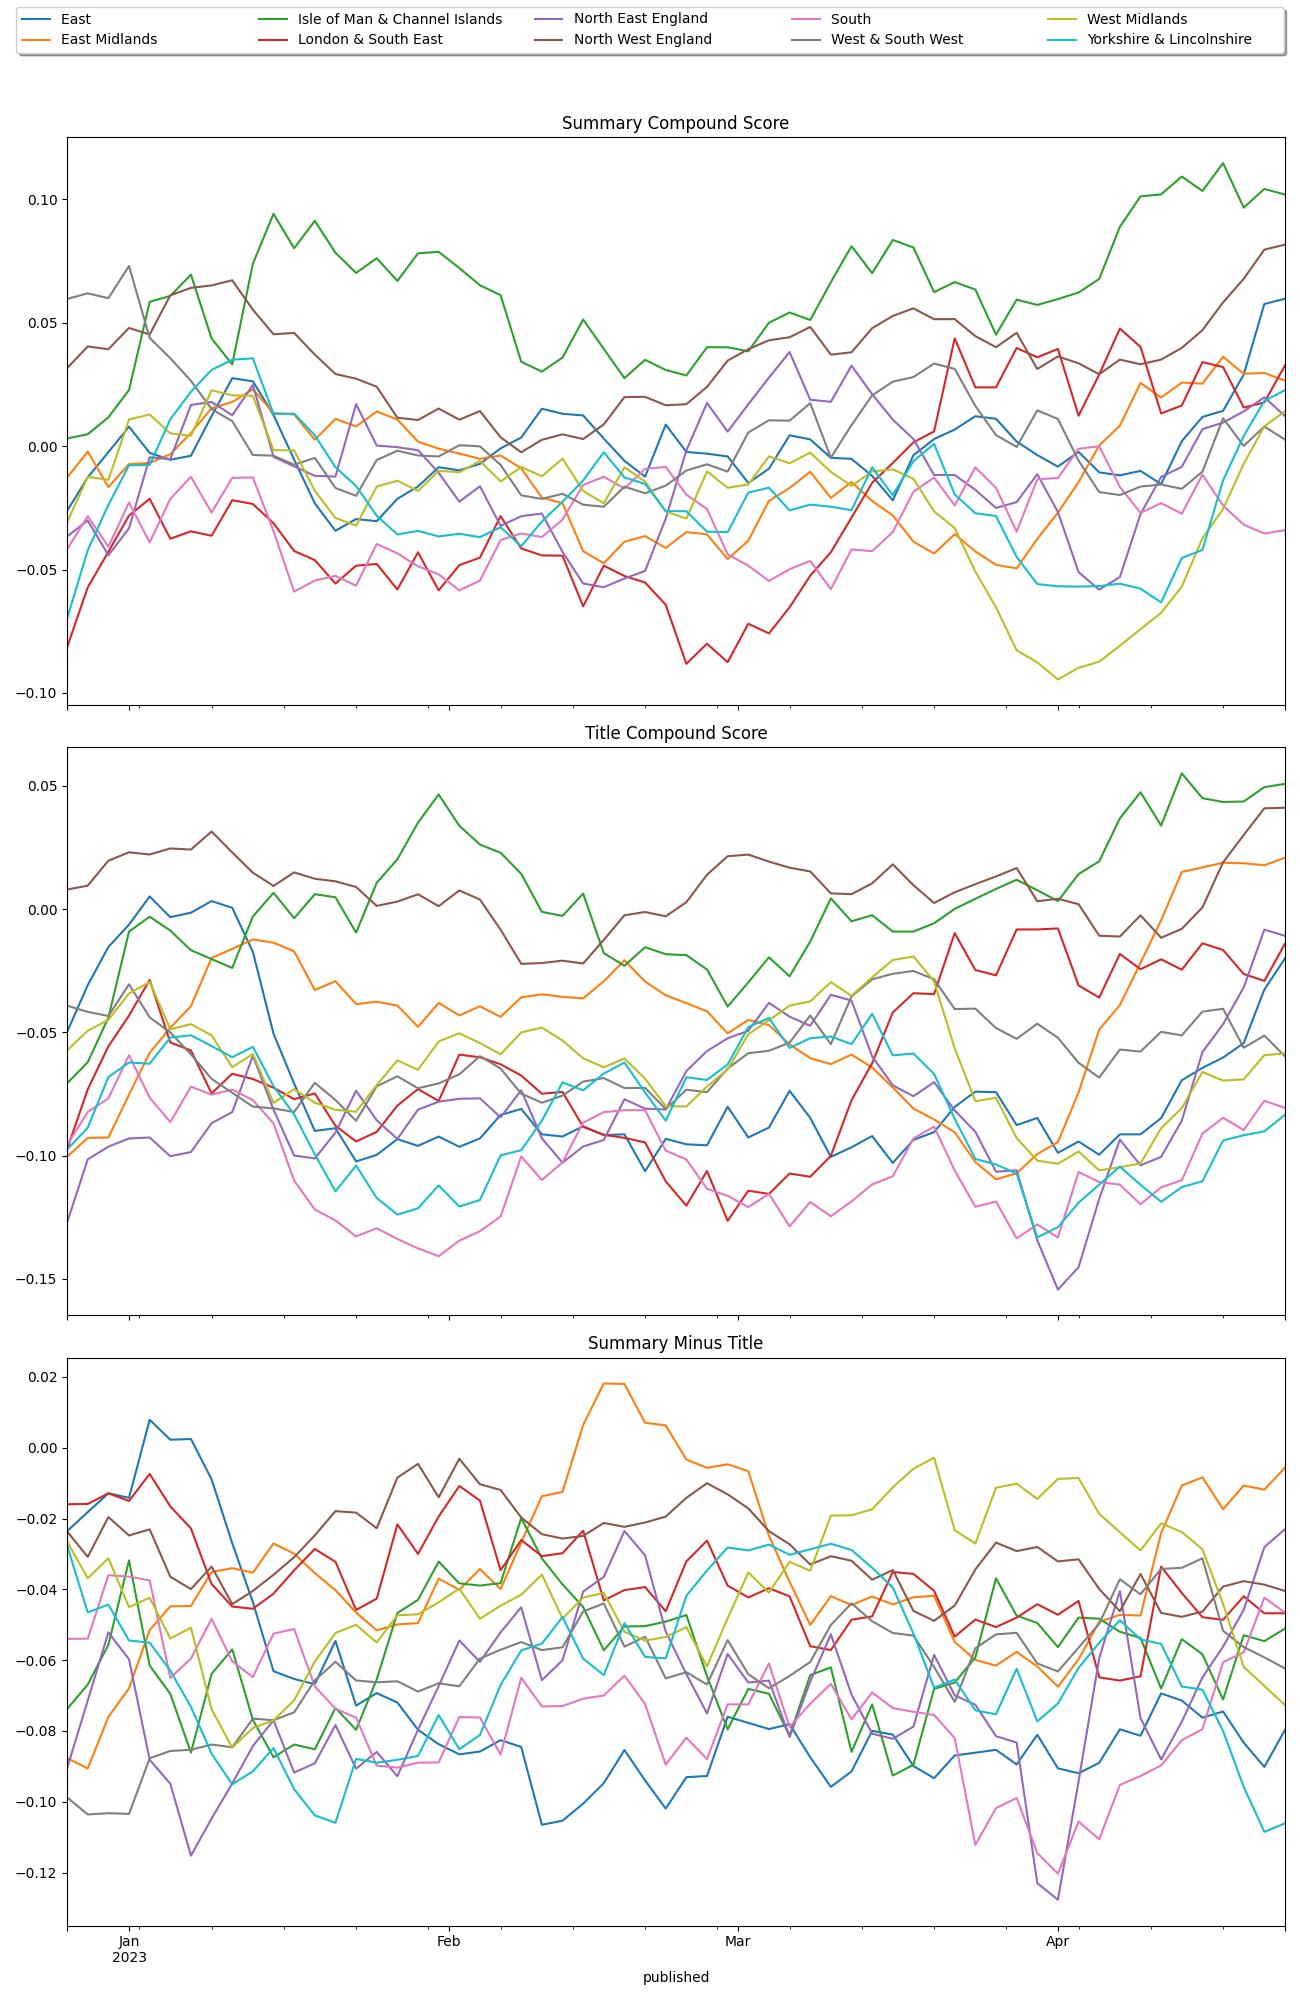 East Isle of Man & Channel Islands North East England South West Midlands
East Midlands London & South East North West England West & South West Yorkshire & Lincolnshire
Summary Compound Score
0.10
0.05
0.00
−0.05
−0.10
Title Compound Score
0.05
0.00
−0.05
−0.10
−0.15
Summary Minus Title
0.02
0.00
−0.02
−0.04
−0.06
−0.08
−0.10
−0.12
Jan Feb Mar Apr
2023
published